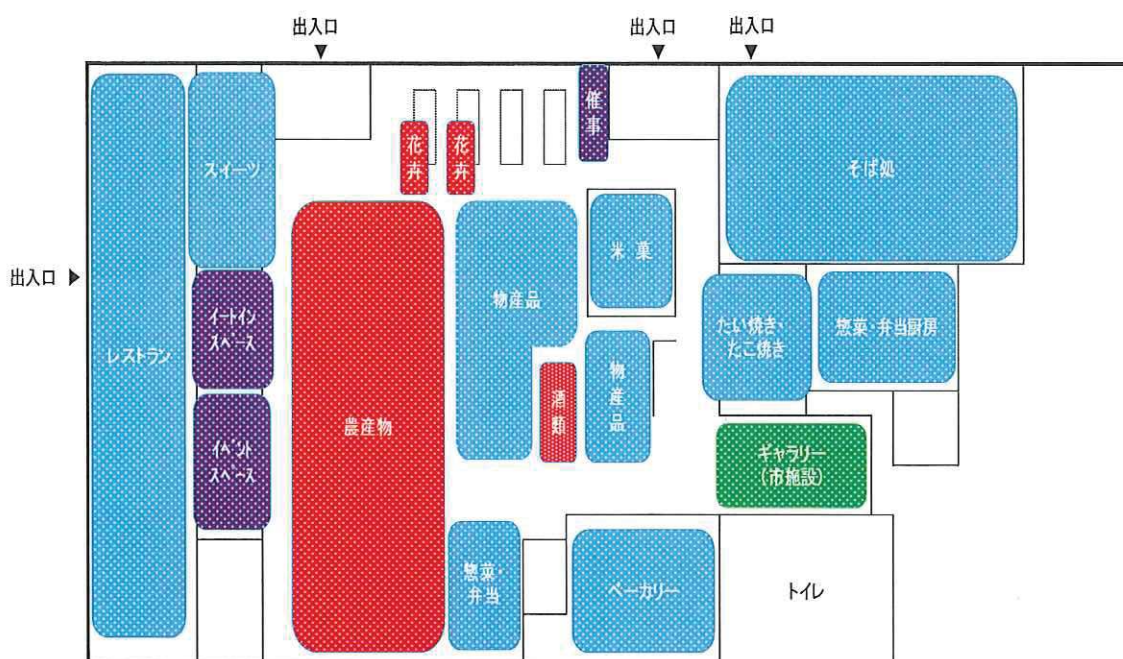 出入口
出入口
出入口
スイーツ
花卉
花卉
催事
そば処
出入口
レストラン
イートイン
スペース
イベント
スペース
農産物
物産品
米菓
酒類
物産品
たい焼き・
たこ焼き
惣菜・弁当厨房
ギャラリー
(市施設)
惣菜・
弁当
ベーカリー
トイレ